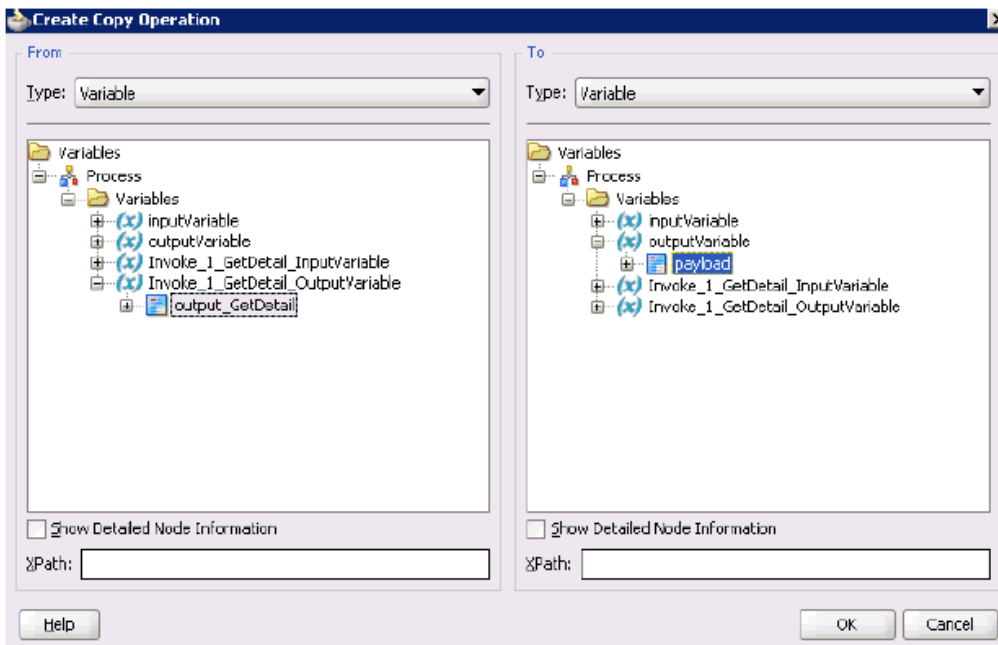 Create Copy Operation
From
Type: Variable
Variables
Process
Variables
inputVariable
outputVariable
Invoke_1_GetDetail_InputVariable
Invoke_1_GetDetail_OutputVariable
output_GetDetail
Show Detailed Node Information
XPath:
To
Type: Variable
Variables
Process
Variables
inputVariable
outputVariable
payload
Invoke_1_GetDetail_InputVariable
Invoke_1_GetDetail_OutputVariable
Show Detailed Node Information
XPath:
Help
OK
Cancel